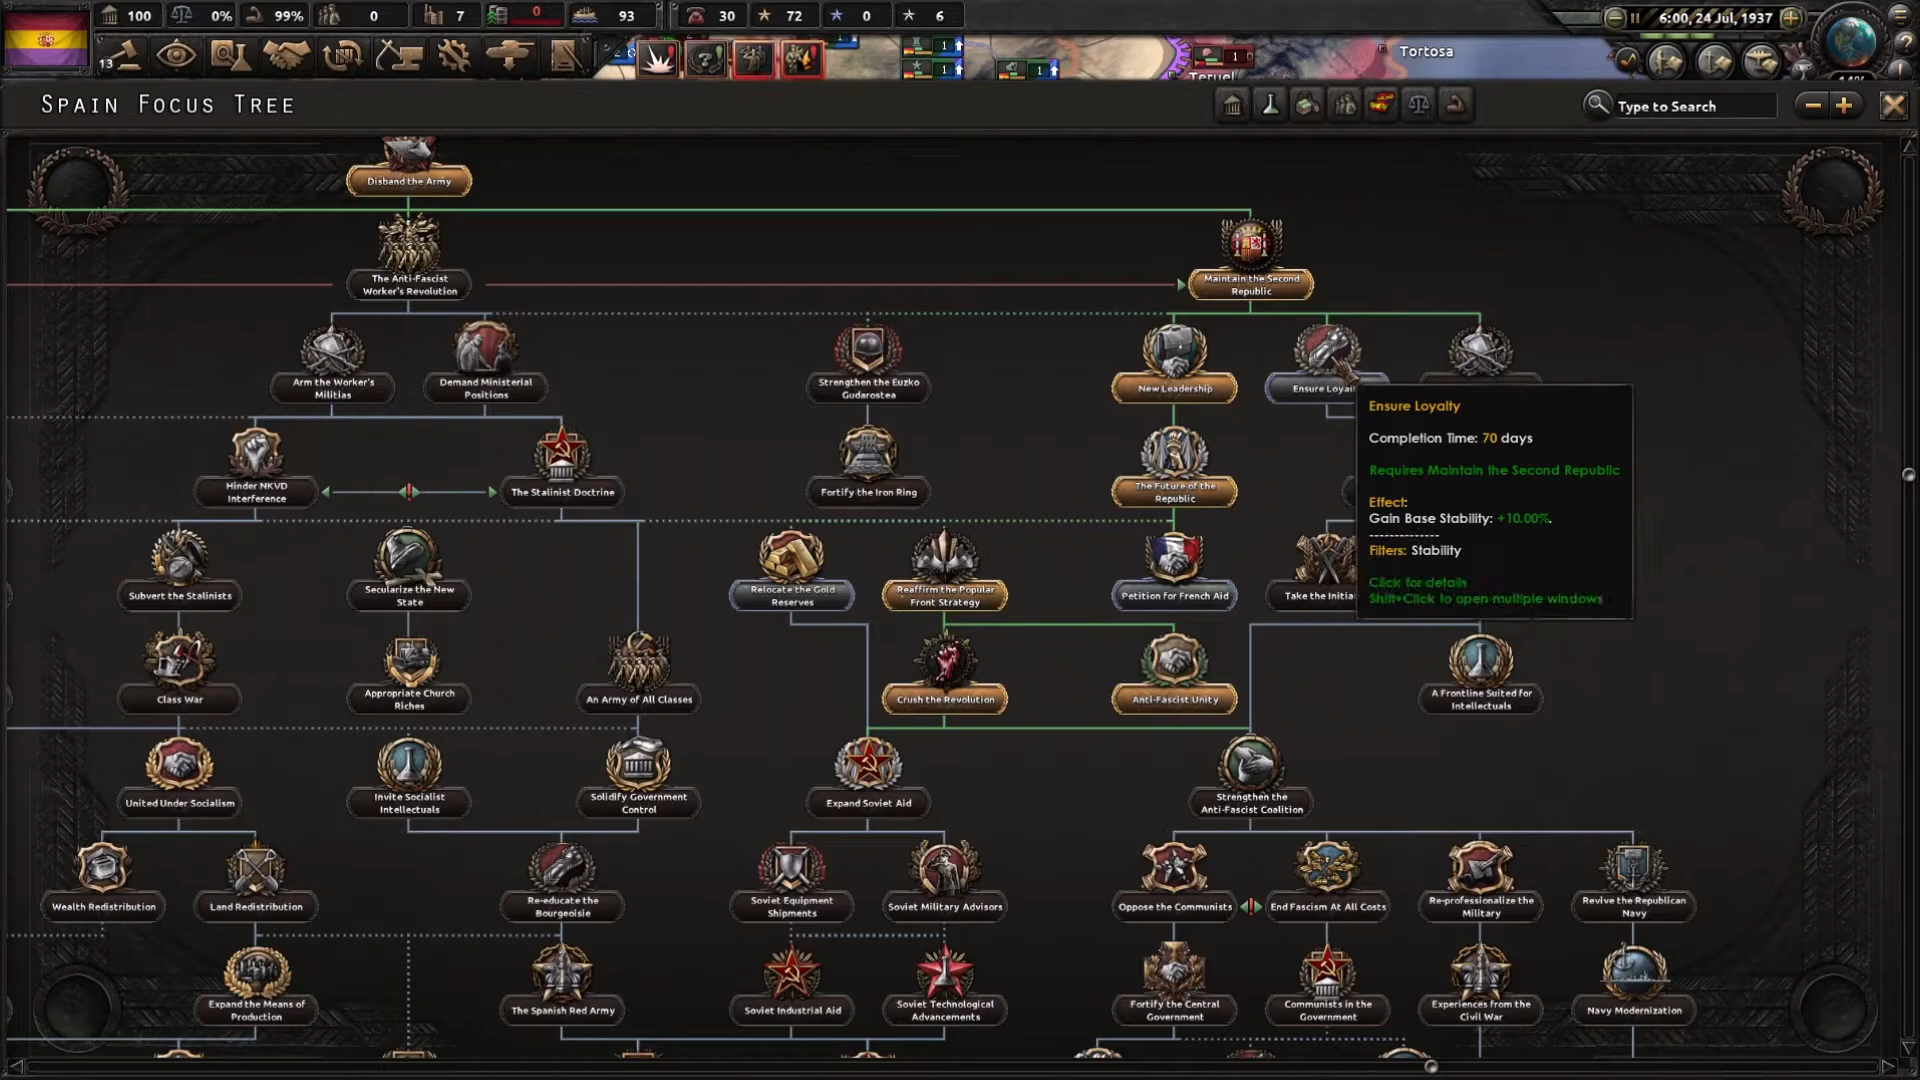 100
0%
99%
0
7
0
93
30
72
0
6
6:00, 24 Jul, 1937
13
1
1
1
1
Teruel
Tortosa
14%
Spain Focus Tree
Type to Search
Disband the Army
The Anti-Fascist
Worker's Revolution
Maintain the Second
Republic
Arm the Worker's
Militias
Demand Ministerial
Positions
Strengthen the Euzko
Gudarostea
New Leadership
Ensure Loyal
Ensure Loyalty
Completion Time: 70 days
Requires Maintain the Second Republic
Effect:
Gain Base Stability: +10.00%.
--------------
Filters: Stability
Click for details
Shift+Click to open multiple windows
Hinder NKVD
Interference
The Stalinist Doctrine
Fortify the Iron Ring
The Future of the
Republic
Subvert the Stalinists
Secularize the New
State
Relocate the Gold
Reserves
Reaffirm the Popular
Front Strategy
Petition for French Aid
Take the Initia
Class War
Appropriate Church
Riches
An Army of All Classes
Crush the Revolution
Anti-Fascist Unity
A Frontline Suited for
Intellectuals
United Under Socialism
Invite Socialist
Intellectuals
Solidify Government
Control
Expand Soviet Aid
Strengthen the
Anti-Fascist Coalition
Wealth Redistribution
Land Redistribution
Re-educate the
Bourgeoisie
Soviet Equipment
Shipments
Soviet Military Advisors
Oppose the Communists
End Fascism At All Costs
Re-professionalize the
Military
Revive the Republican
Navy
Expand the Means of
Production
The Spanish Red Army
Soviet Industrial Aid
Soviet Technological
Advancements
Fortify the Central
Government
Communists in the
Government
Experiences from the
Civil War
Navy Modernization